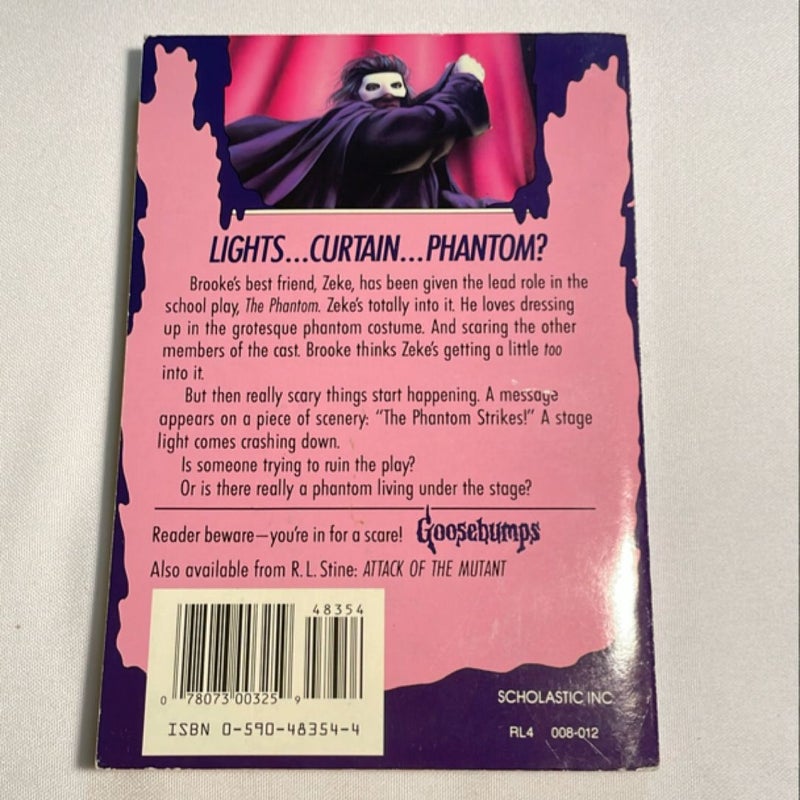 LIGHTS...CURTAIN...PHANTOM?
Brooke's best friend, Zeke, has been given the lead role in the
school play, The Phantom. Zeke's totally into it. He loves dressing
up in the grotesque phantom costume. And scaring the other
members of the cast. Brooke thinks Zeke's getting a little too
into it.
But then really scary things start happening. A message
appears on a piece of scenery: "The Phantom Strikes!" A stage
light comes crashing down.
Is someone trying to ruin the play?
Or is there really a phantom living under the stage?
Reader beware—you're in for a scare! Goosebumps
Also available from R.L. Stine: ATTACK OF THE MUTANT
48354
0 78073 00325 9
ISBN 0-590-48354-4
SCHOLASTIC INC
RL4 008-012